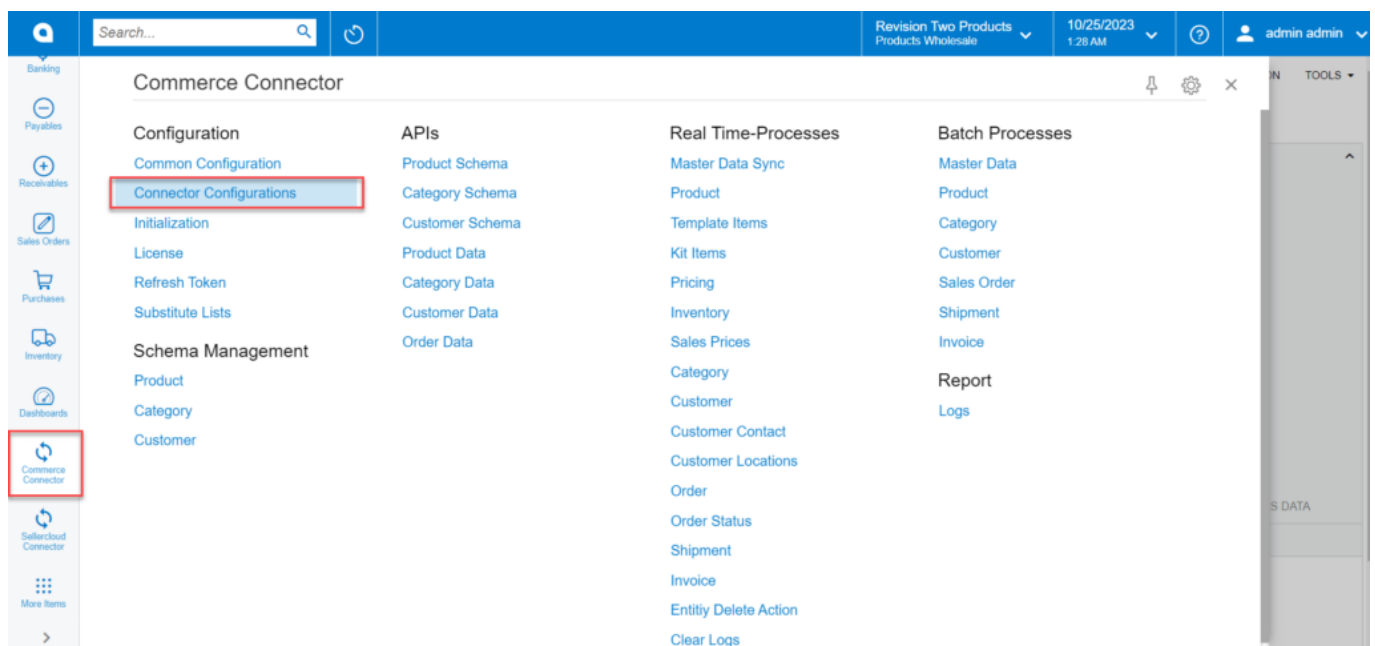 Search...
Revision Two Products
Products Wholesale
10/25/2023
1:28 AM
admin admin
Banking
Payables
Receivables
Sales Orders
Purchases
Inventory
Dashboards
Commerce
Connector
Sellercloud
Connector
More Items
Commerce Connector
Configuration
Common Configuration
Connector Configurations
Initialization
License
Refresh Token
Substitute Lists
Schema Management
Product
Category
Customer
APIs
Product Schema
Category Schema
Customer Schema
Product Data
Category Data
Customer Data
Order Data
Real Time-Processes
Master Data Sync
Product
Template Items
Kit Items
Pricing
Inventory
Sales Prices
Category
Customer
Customer Contact
Customer Locations
Order
Order Status
Shipment
Invoice
Entitiy Delete Action
Clear Logs
Batch Processes
Master Data
Product
Category
Customer
Sales Order
Shipment
Invoice
Report
Logs
ON TOOLS
S DATA